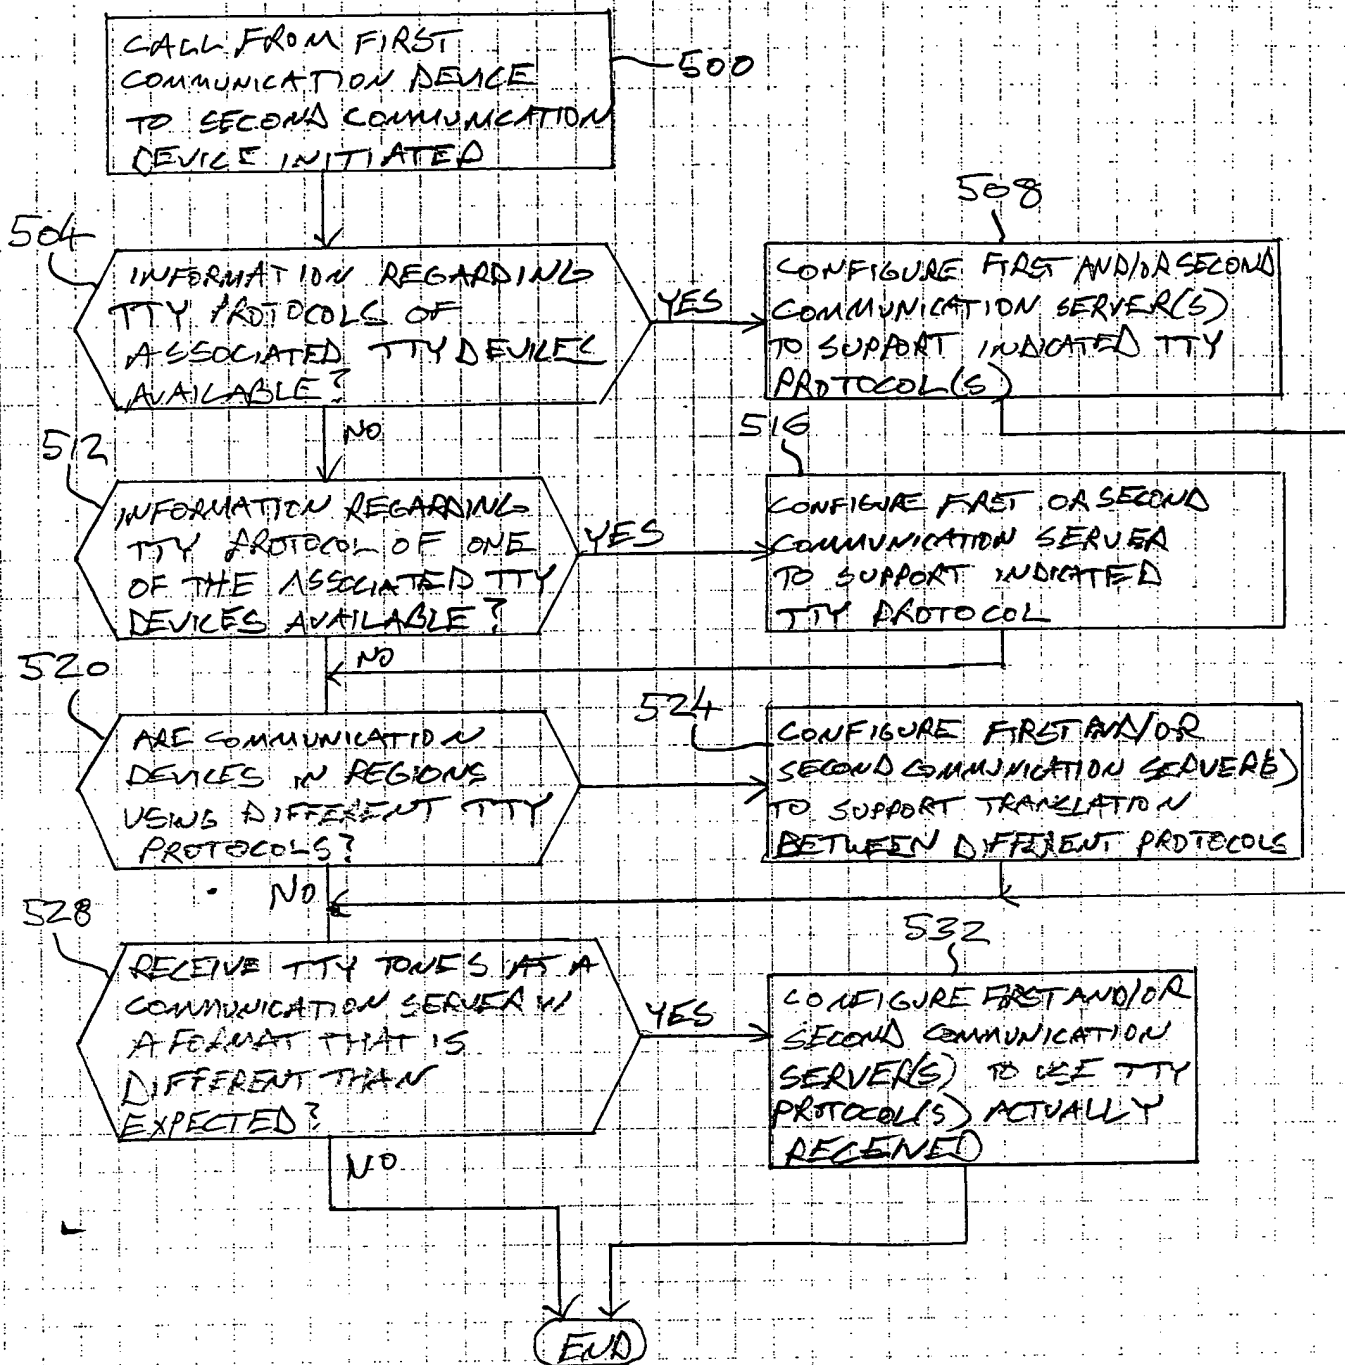 CALL FROM FIRST
COMMUNICATION DEVICE
TO SECOND COMMUNICATION
DEVICE INITIATED
500
504
INFORMATION REGARDING
TTY PROTOCOLS OF
ASSOCIATED TTY DEVICES
AVAILABLE?
YES
NO
508
CONFIGURE FIRST AND/OR SECOND
COMMUNICATION SERVER(S)
TO SUPPORT INDICATED TTY
PROTOCOL(S)
512
INFORMATION REGARDING
TTY PROTOCOL OF ONE
OF THE ASSOCIATED TTY
DEVICES AVAILABLE?
YES
NO
516
CONFIGURE FIRST OR SECOND
COMMUNICATION SERVER
TO SUPPORT INDICATED
TTY PROTOCOL
520
ARE COMMUNICATION
DEVICES IN REGIONS
USING DIFFERENT TTY
PROTOCOLS?
NO
524
CONFIGURE FIRST AND/OR
SECOND COMMUNICATION SERVER(S)
TO SUPPORT TRANSLATION
BETWEEN DIFFERENT PROTOCOLS
528
RECEIVE TTY TONES AT A
COMMUNICATION SERVER IN
A FORMAT THAT IS
DIFFERENT THAN
EXPECTED?
YES
NO
532
CONFIGURE FIRST AND/OR
SECOND COMMUNICATION
SERVER(S) TO USE TTY
PROTOCOL(S) ACTUALLY
RECEIVED
END